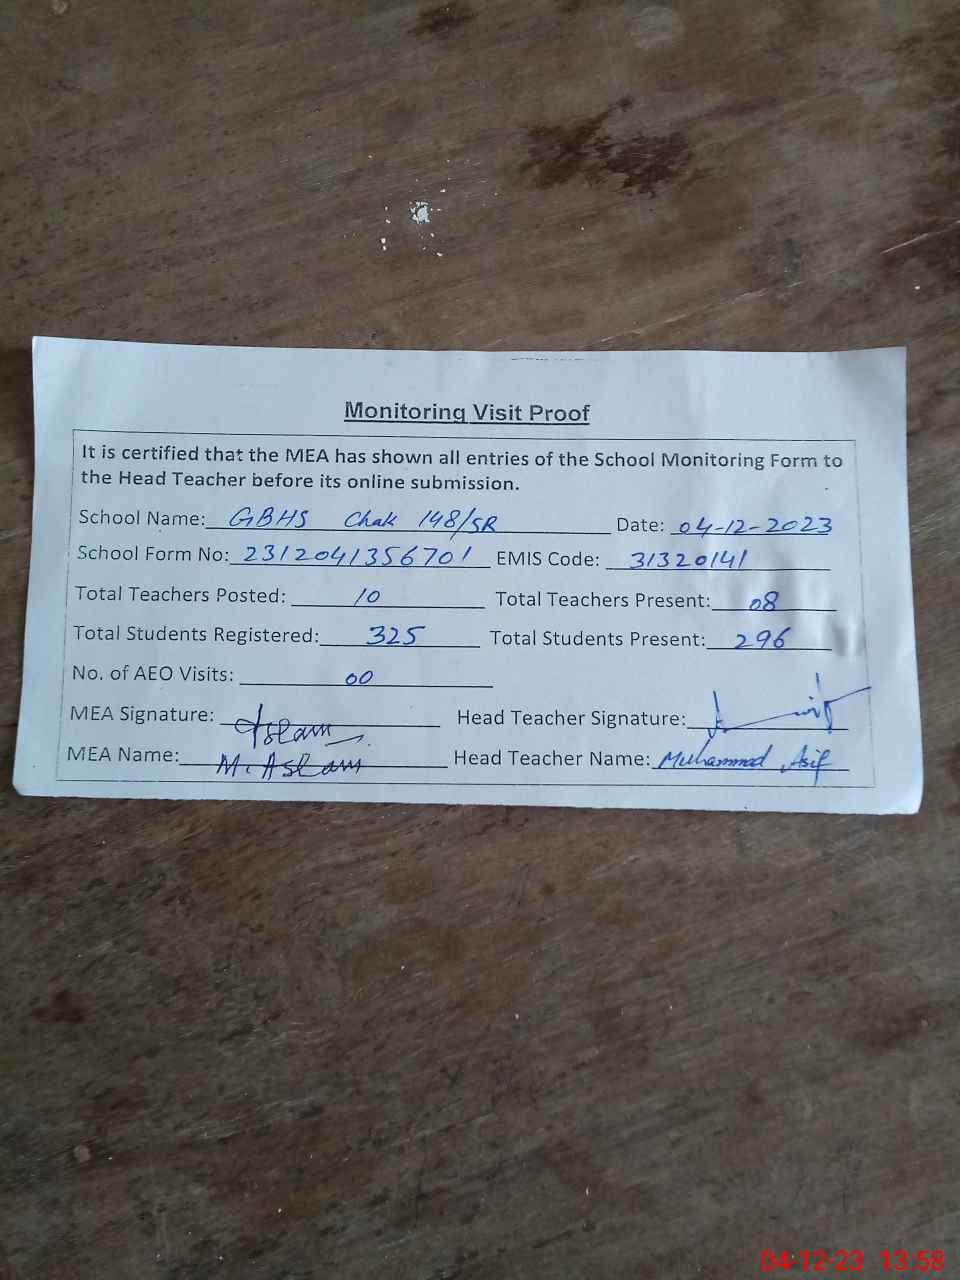 Monitoring Visit Proof
It is certified that the MEA has shown all entries of the School Monitoring Form to
the Head Teacher before its online submission.
School Name: GBHS Chak 148/5R Date: 04-12-2023
School Form No: 2312041356701 EMIS Code: 31320141
Total Teachers Posted: 10 Total Teachers Present: 08
Total Students Registered: 325 Total Students Present: 296
No. of AEO Visits: 00
MEA Signature: Aslam Head Teacher Signature:
MEA Name: M. Aslam Head Teacher Name: Muhammad Asif
04-12-23 13:58